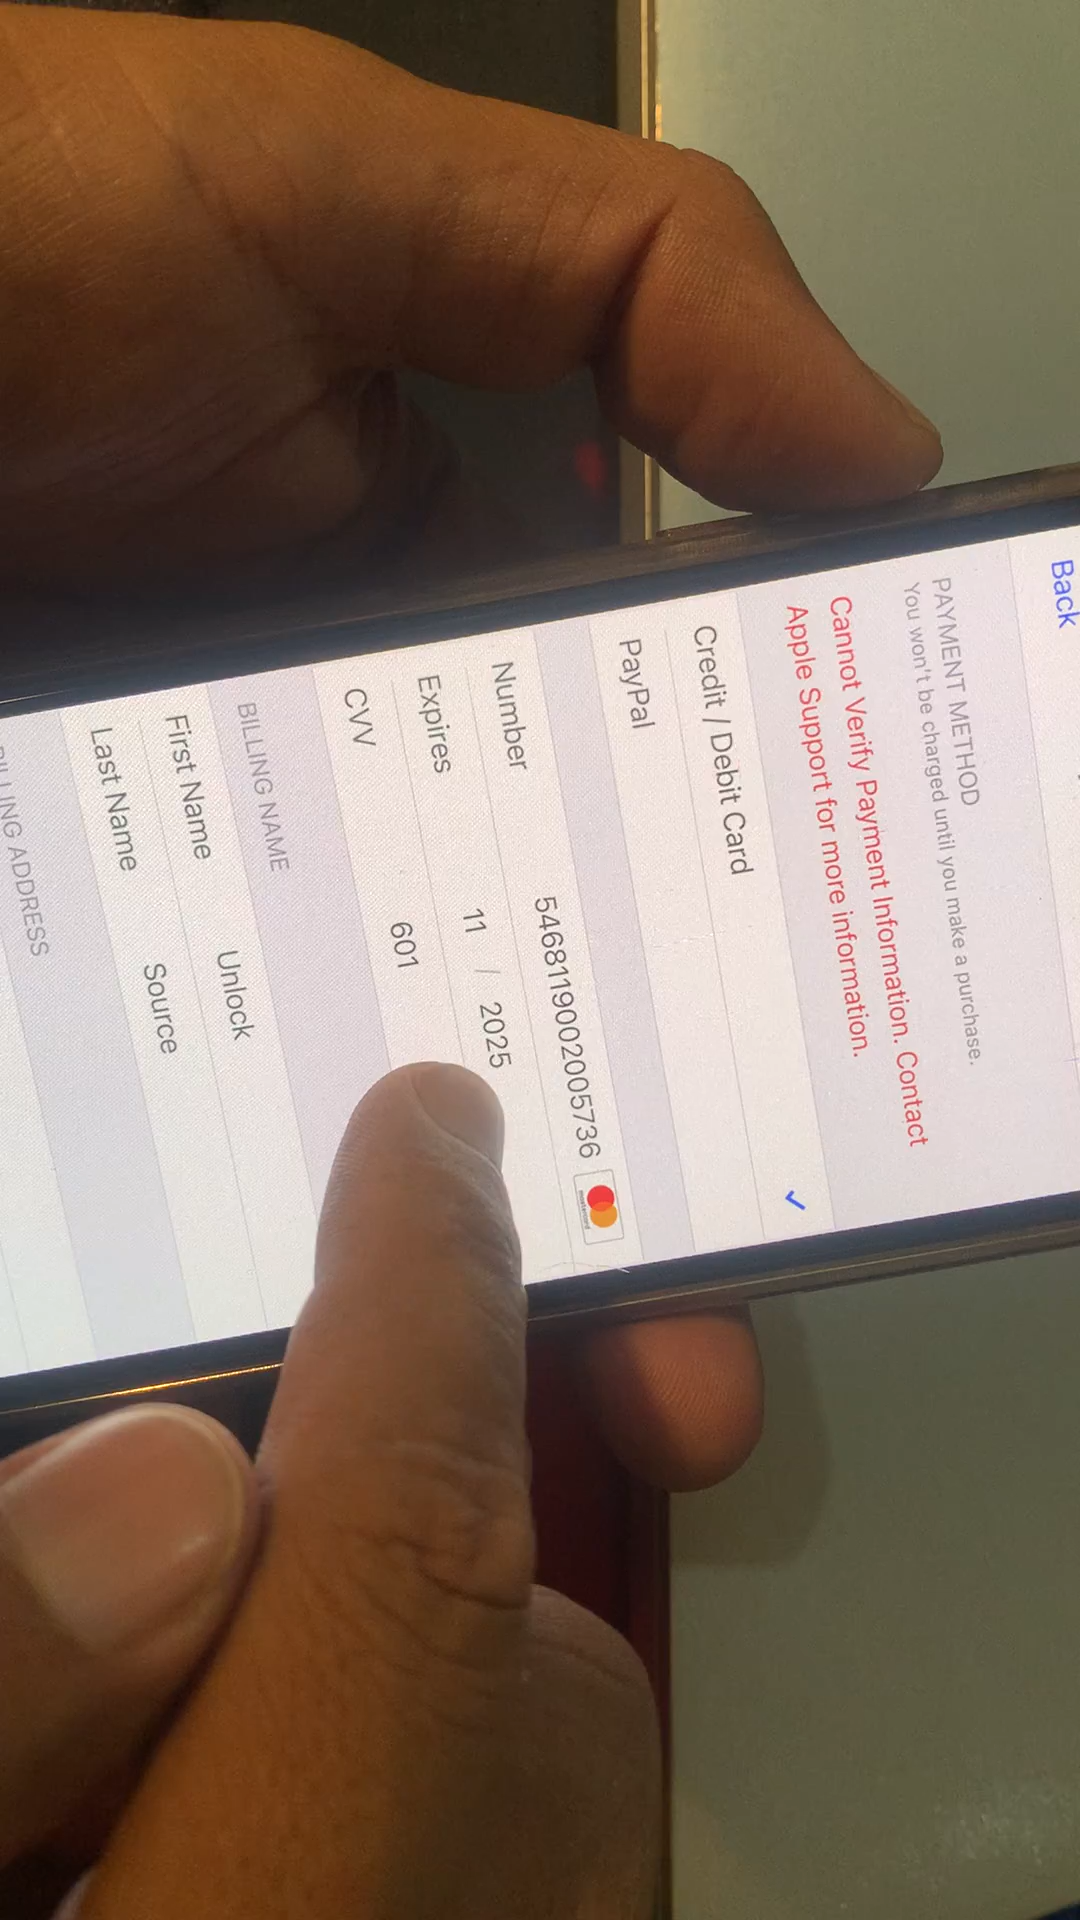 Back
PAYMENT METHOD
You won't be charged until you make a purchase.
Cannot Verify Payment Information. Contact
Apple Support for more information.
Credit / Debit Card
PayPal
Number 5468119002005736
Expires 11 / 2025
CVV 601
BILLING NAME
First Name Unlock
Last Name Source
BILLING ADDRESS